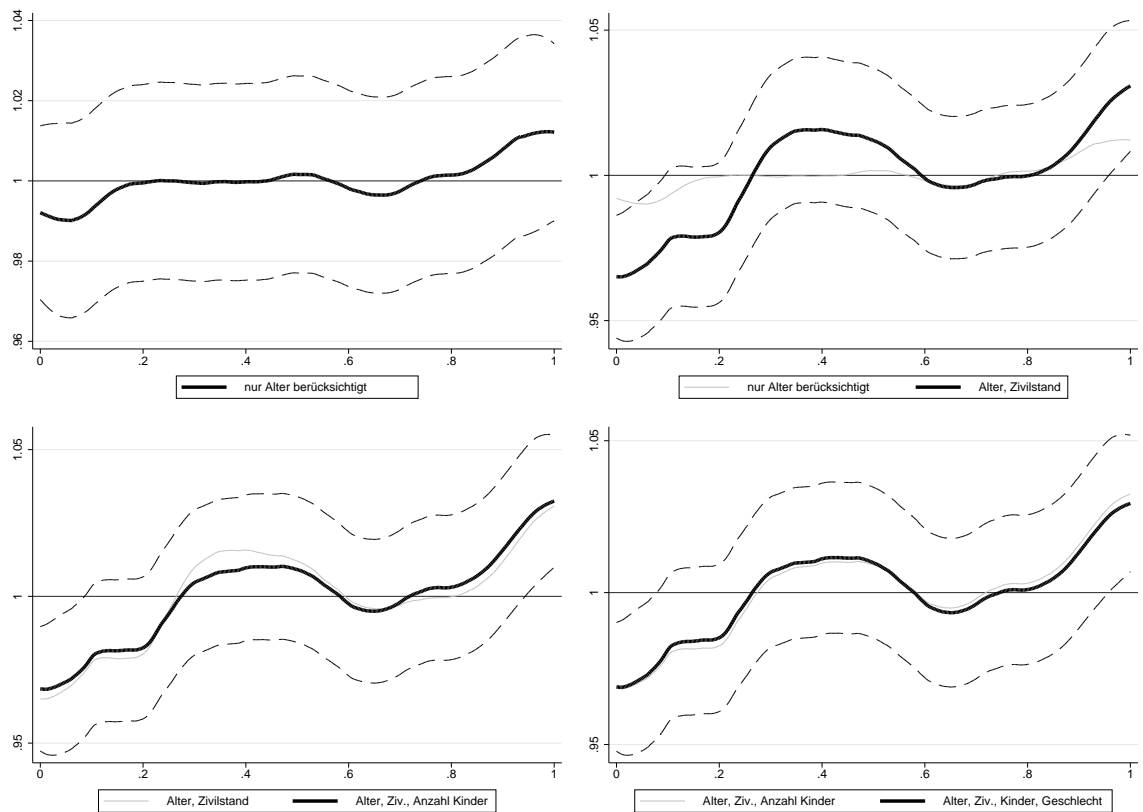 1.04
1.02
1
.98
.96
0 .2 .4 .6 .8 1
nur Alter berücksichtigt
1.05
1
.95
0 .2 .4 .6 .8 1
nur Alter berücksichtigt Alter, Zivilstand
1.05
1
.95
0 .2 .4 .6 .8 1
Alter, Zivilstand Alter, Ziv., Anzahl Kinder
1.05
1
.95
0 .2 .4 .6 .8 1
Alter, Ziv., Anzahl Kinder Alter, Ziv., Kinder, Geschlecht